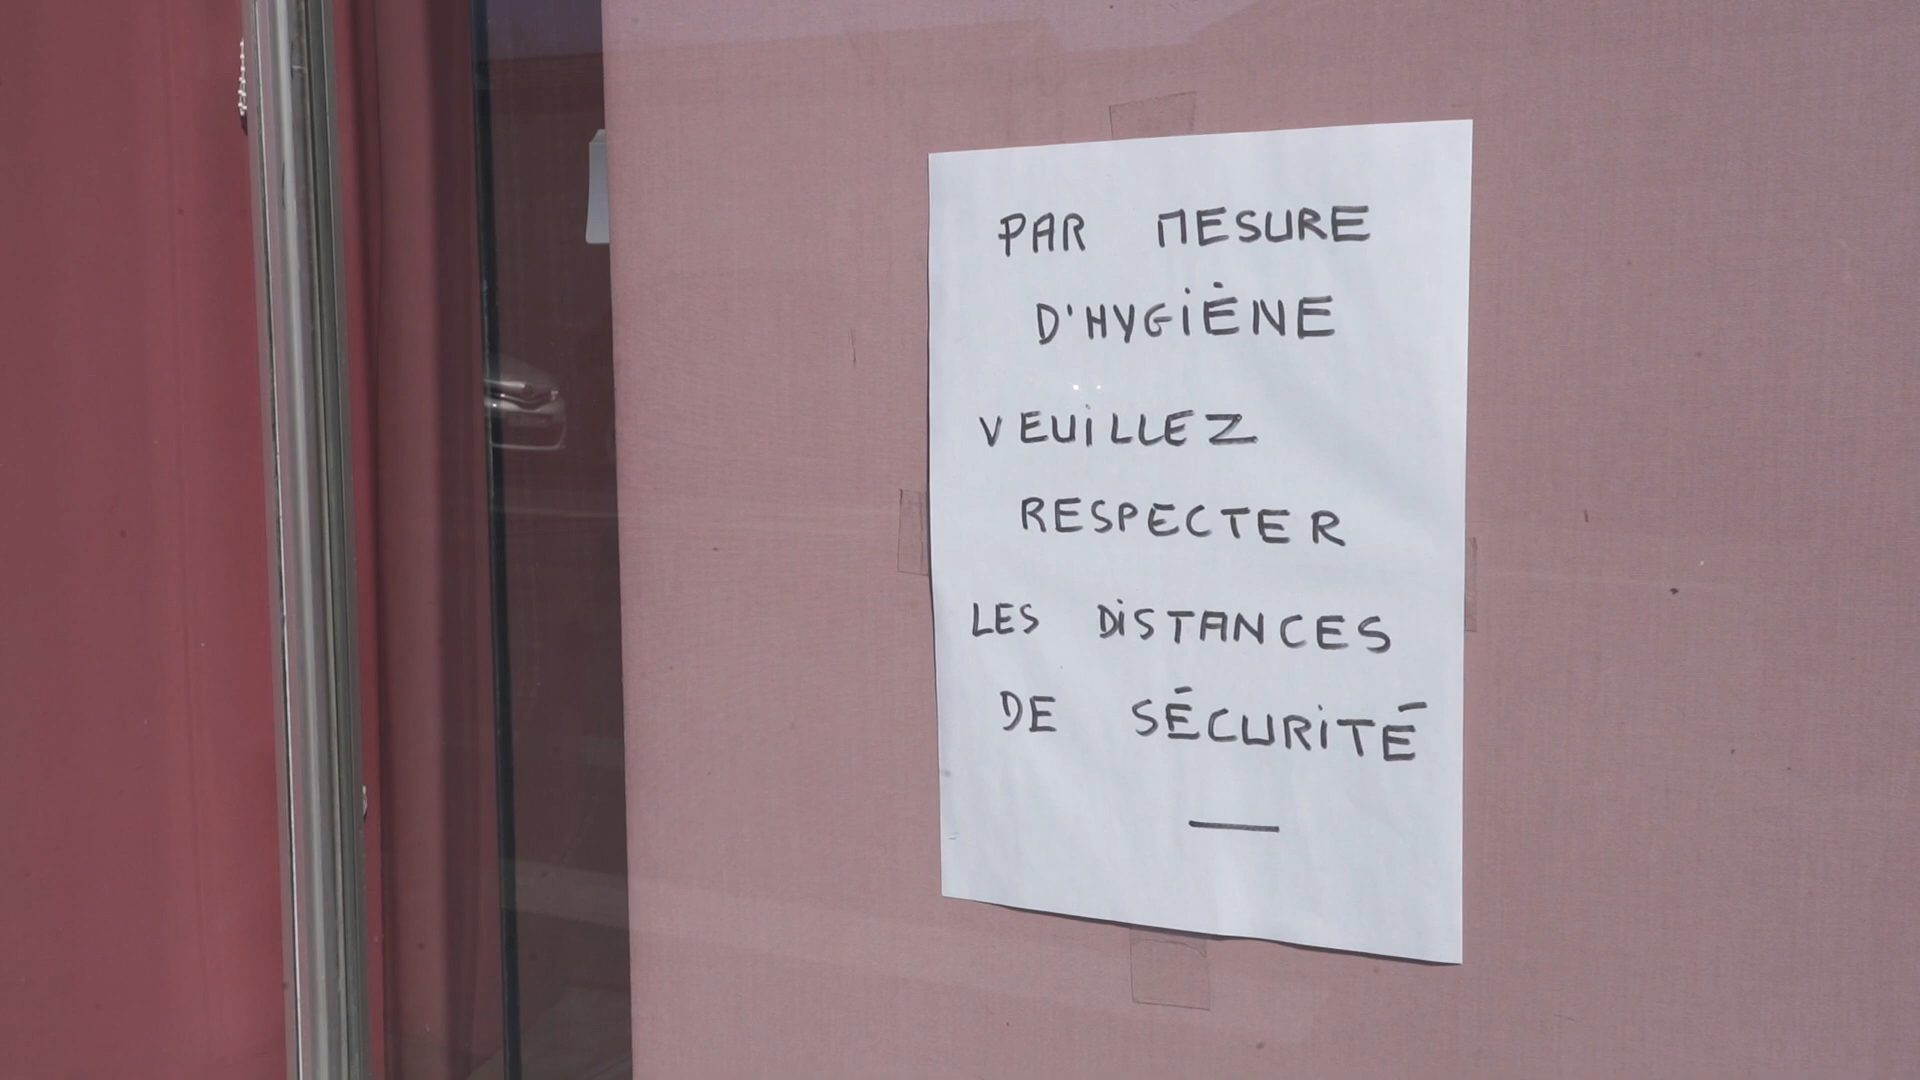 PAR MESURE
D'HYGIÈNE
VEUILLEZ
RESPECTER
LES DISTANCES
DE SÉCURITÉ